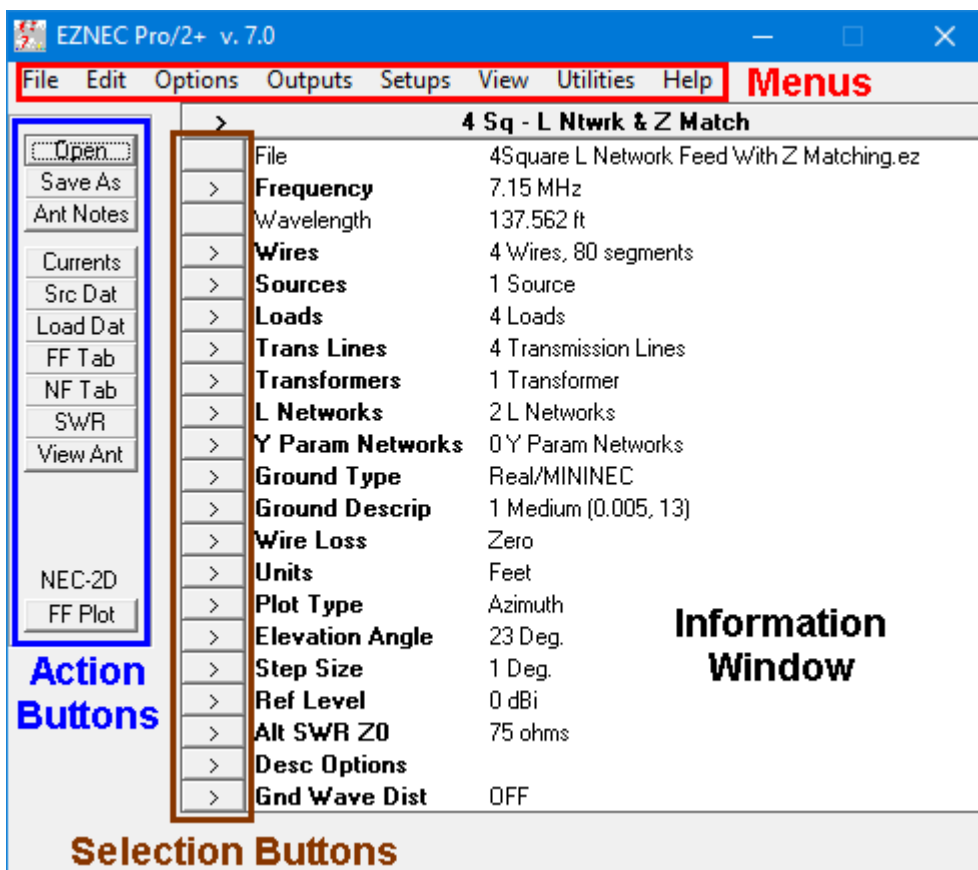 EZNEC Pro/2+ v. 7.0
File Edit Options Outputs Setups View Utilities Help Menus
> 4 Sq - L Ntwrk & Z Match
Open
Save As
Ant Notes
Currents
Src Dat
Load Dat
FF Tab
NF Tab
SWR
View Ant
NEC-2D
FF Plot
Action
Buttons
File 4Square L Network Feed With Z Matching.ez
> Frequency 7.15 MHz
Wavelength 137.562 ft
> Wires 4 Wires, 80 segments
> Sources 1 Source
> Loads 4 Loads
> Trans Lines 4 Transmission Lines
> Transformers 1 Transformer
> L Networks 2 L Networks
> Y Param Networks 0 Y Param Networks
> Ground Type Real/MININEC
> Ground Descrip 1 Medium (0.005, 13)
> Wire Loss Zero
> Units Feet
> Plot Type Azimuth
> Elevation Angle 23 Deg.
> Step Size 1 Deg.
> Ref Level 0 dBi
> Alt SWR Z0 75 ohms
> Desc Options
> Gnd Wave Dist OFF
Information
Window
Selection Buttons